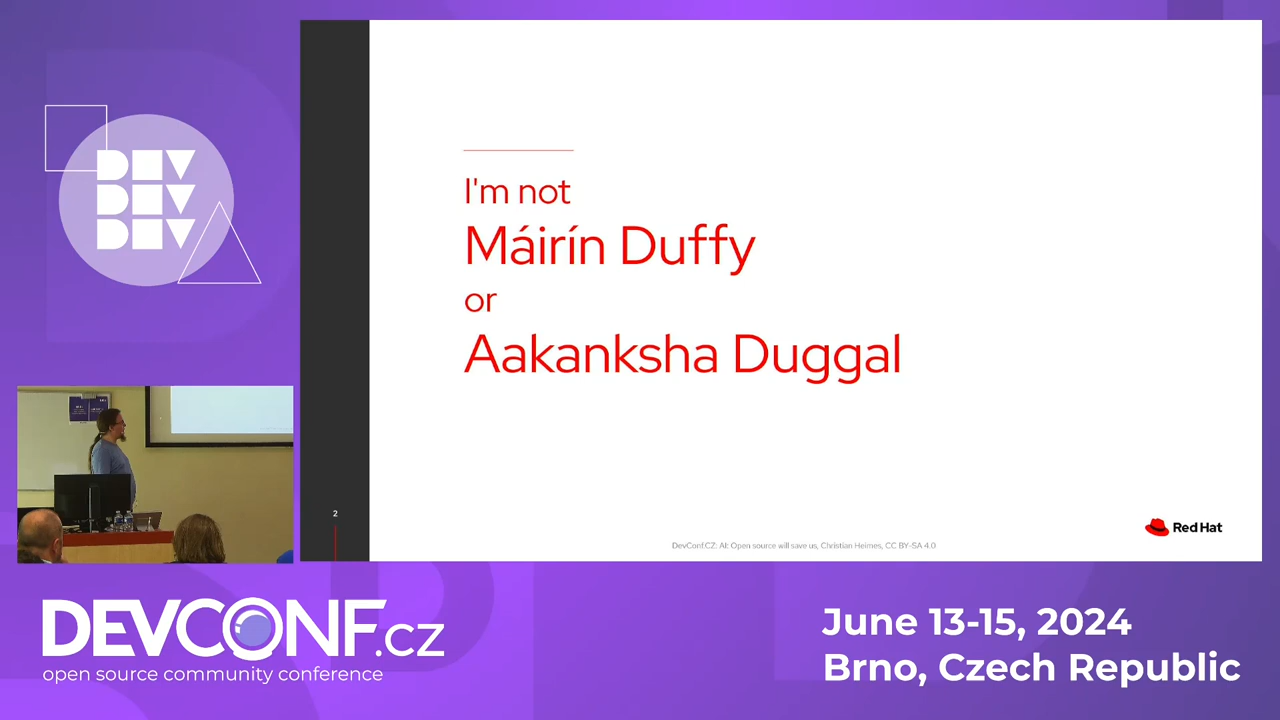 DEV
DEV
DEV
I'm not
Máirín Duffy
or
Aakanksha Duggal
2
Red Hat
DevConf.CZ: AI: Open source will save us, Christian Heimes, CC BY-SA 4.0
DEVCONF.cz
open source community conference
June 13-15, 2024
Brno, Czech Republic